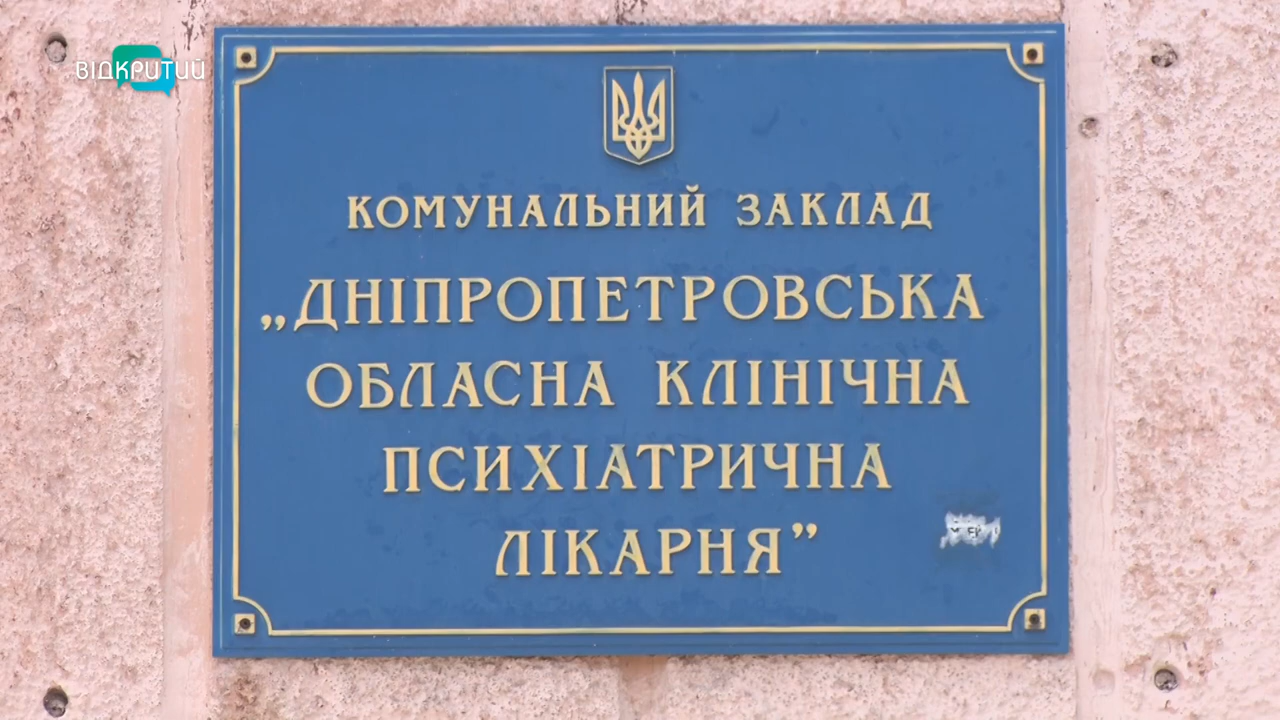 ВІДКРИТИЙ
КОМУНАЛЬНИЙ ЗАКЛАД
„ДНІПРОПЕТРОВСЬКА
ОБЛАСНА КЛІНІЧНА
ПСИХІАТРИЧНА
ЛІКАРНЯ”